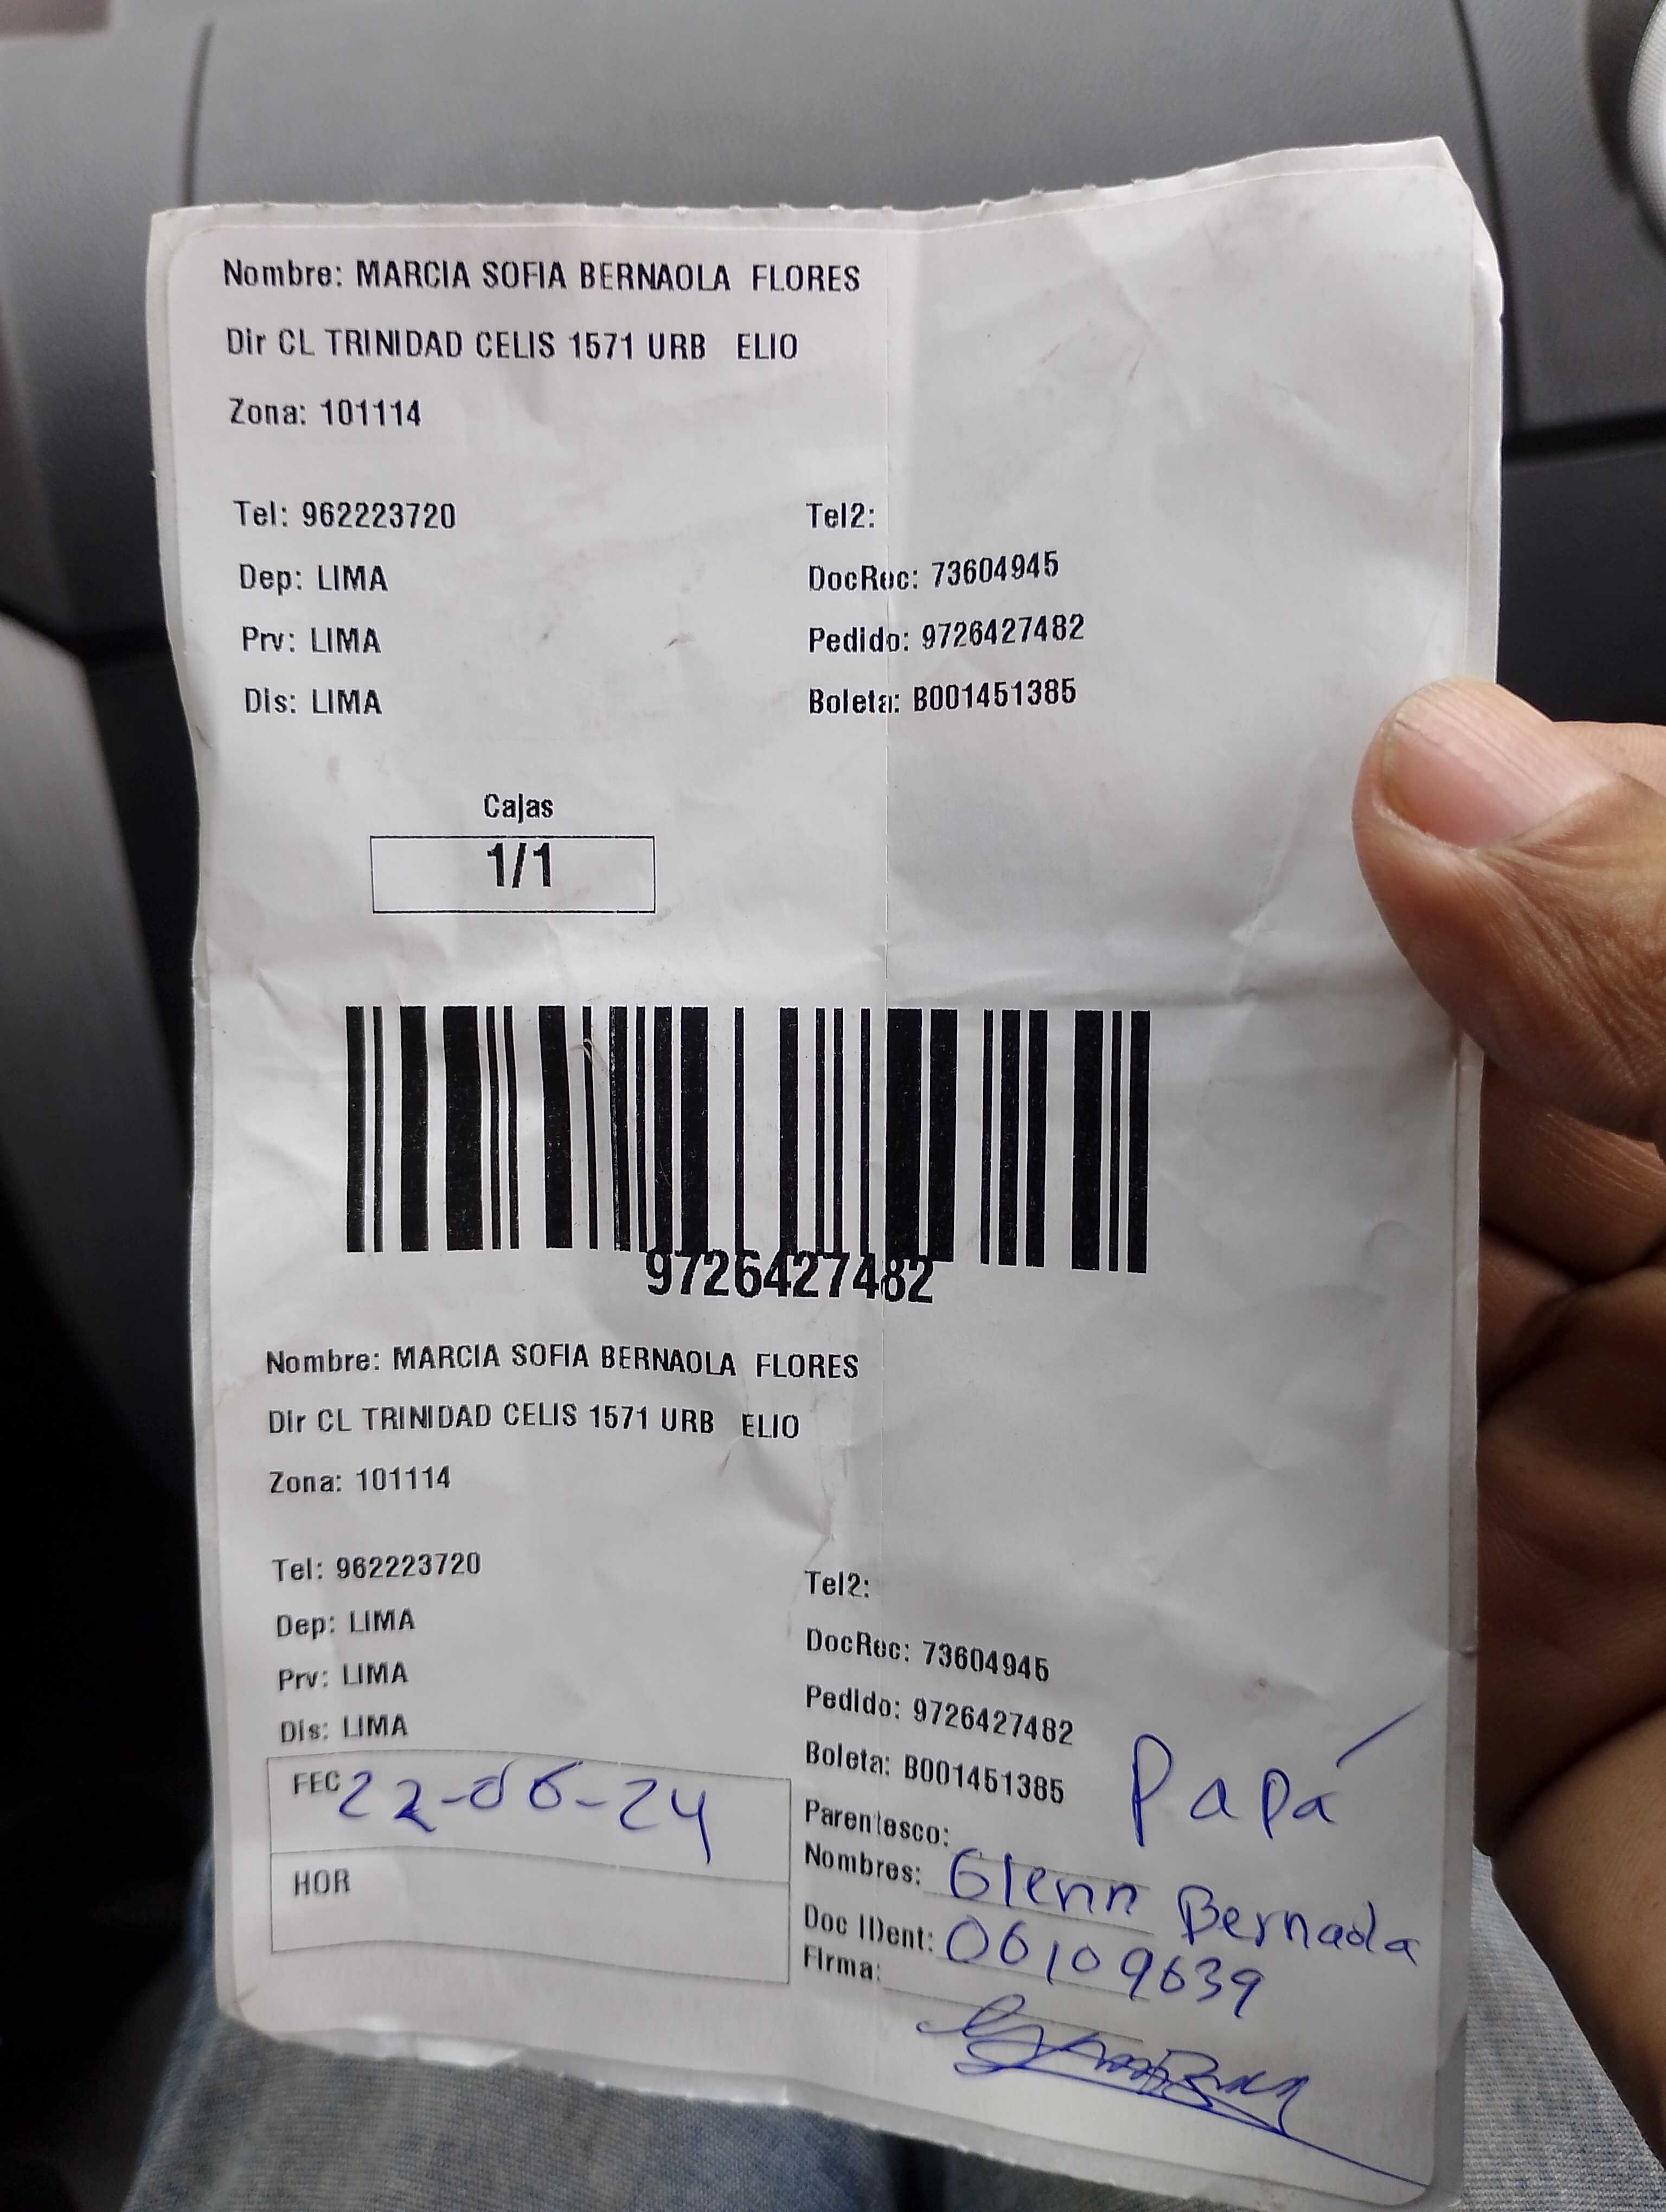 Nombre: MARCIA SOFIA BERNAOLA FLORES
Dir CL TRINIDAD CELIS 1571 URB ELIO
Zona: 101114
Tel: 962223720 Tel2:
Dep: LIMA DocRec: 73604945
Prv: LIMA Pedido: 9726427482
Dis: LIMA Boleta: B001451385
Cajas
1/1
9726427482
Nombre: MARCIA SOFIA BERNAOLA FLORES
Dir CL TRINIDAD CELIS 1571 URB ELIO
Zona: 101114
Tel: 962223720 Tel2:
Dep: LIMA DocRec: 73604945
Prv: LIMA Pedido: 9726427482
Dis: LIMA Boleta: B001451385
FEC 22-06-24
HOR
Parentesco: Papá
Nombres: Glenn Bernaola
Doc IDent: 06109639
Firma: